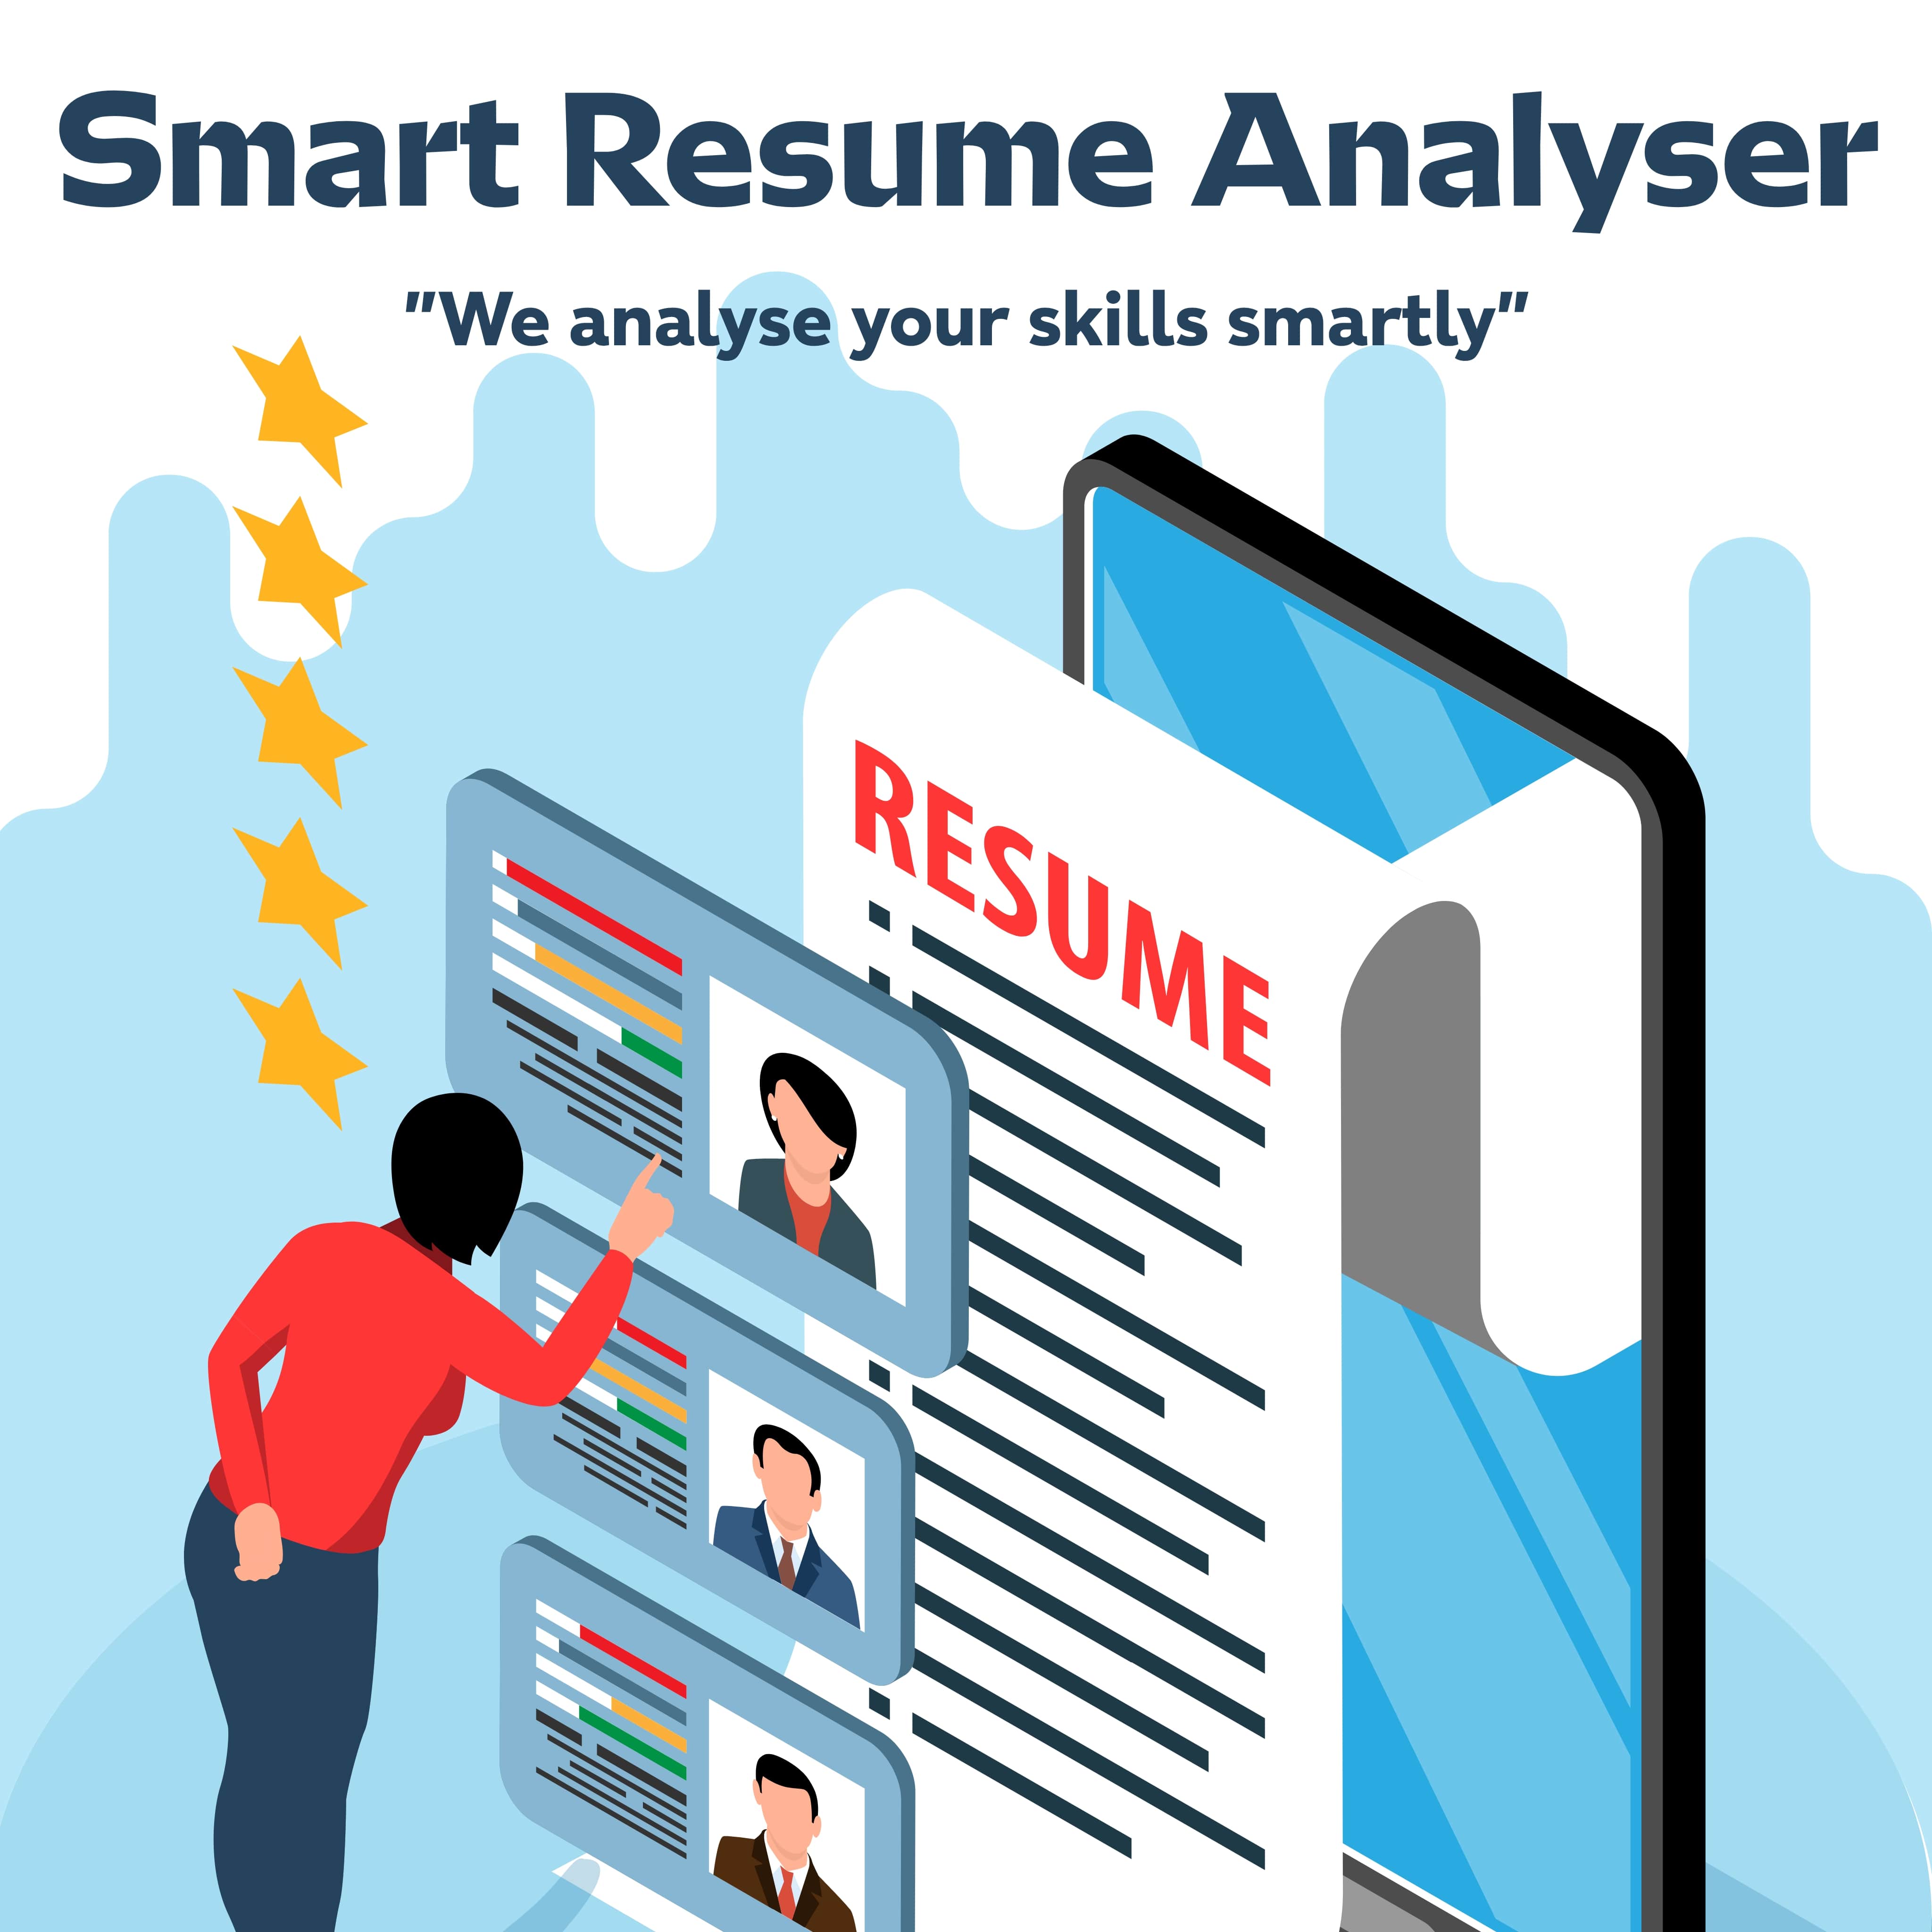 Smart Resume Analyser
""We analyse your skills smartly"
RESUME